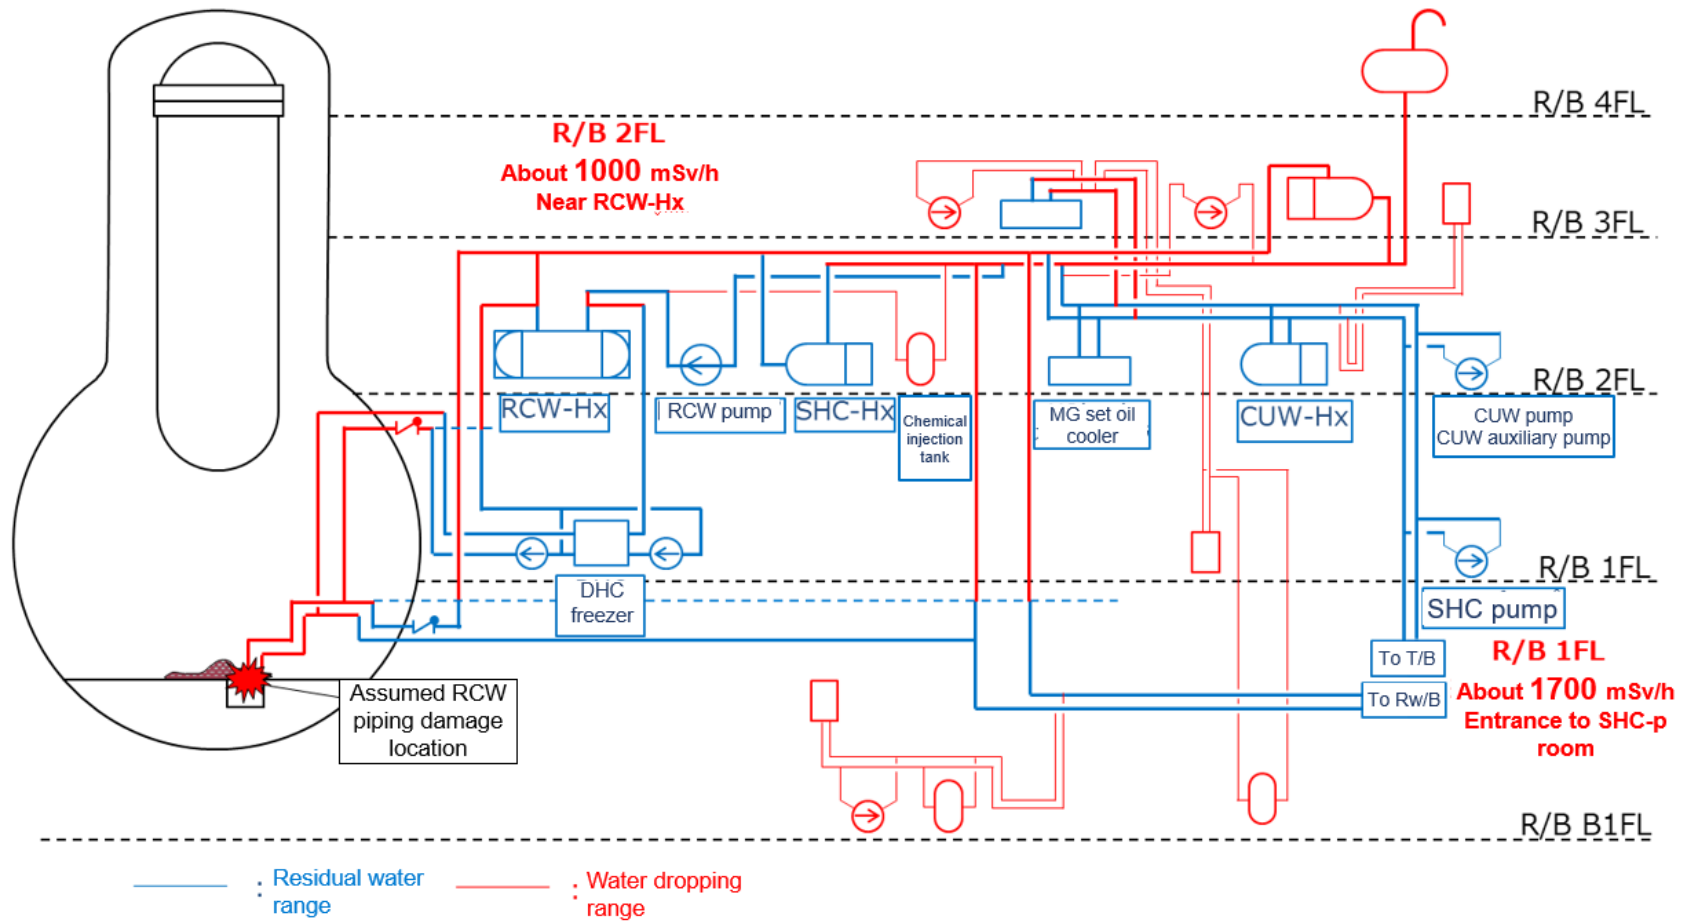 R/B 4FL
R/B 2FL
About 1000 mSv/h
Near RCW-Hx
R/B 3FL
R/B 2FL
RCW-Hx
RCW pump
SHC-Hx
Chemical
injection
tank
MG set oil
cooler
CUW-Hx
CUW pump
CUW auxiliary pump
R/B 1FL
DHC
freezer
SHC pump
To T/B
To Rw/B
R/B 1FL
About 1700 mSv/h
Entrance to SHC-p
room
Assumed RCW
piping damage
location
R/B B1FL
: Residual water
range
: Water dropping
range